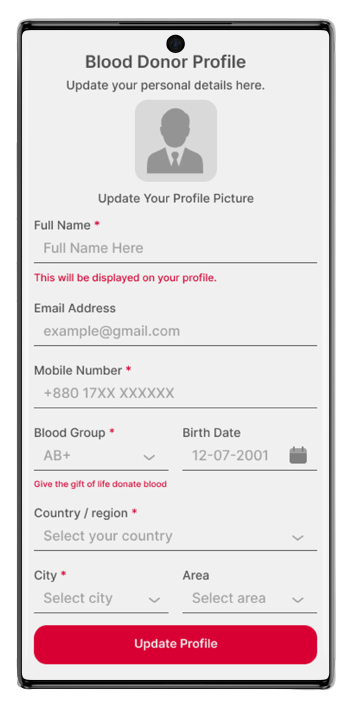 Blood Donor Profile
Update your personal details here.
Update Your Profile Picture
Full Name *
Full Name Here
This will be displayed on your profile.
Email Address
example@gmail.com
Mobile Number *
+880 17XX XXXXXX
Blood Group * Birth Date
AB+ 12-07-2001
Give the gift of life donate blood
Country / region *
Select your country
City * Area
Select city Select area
Update Profile